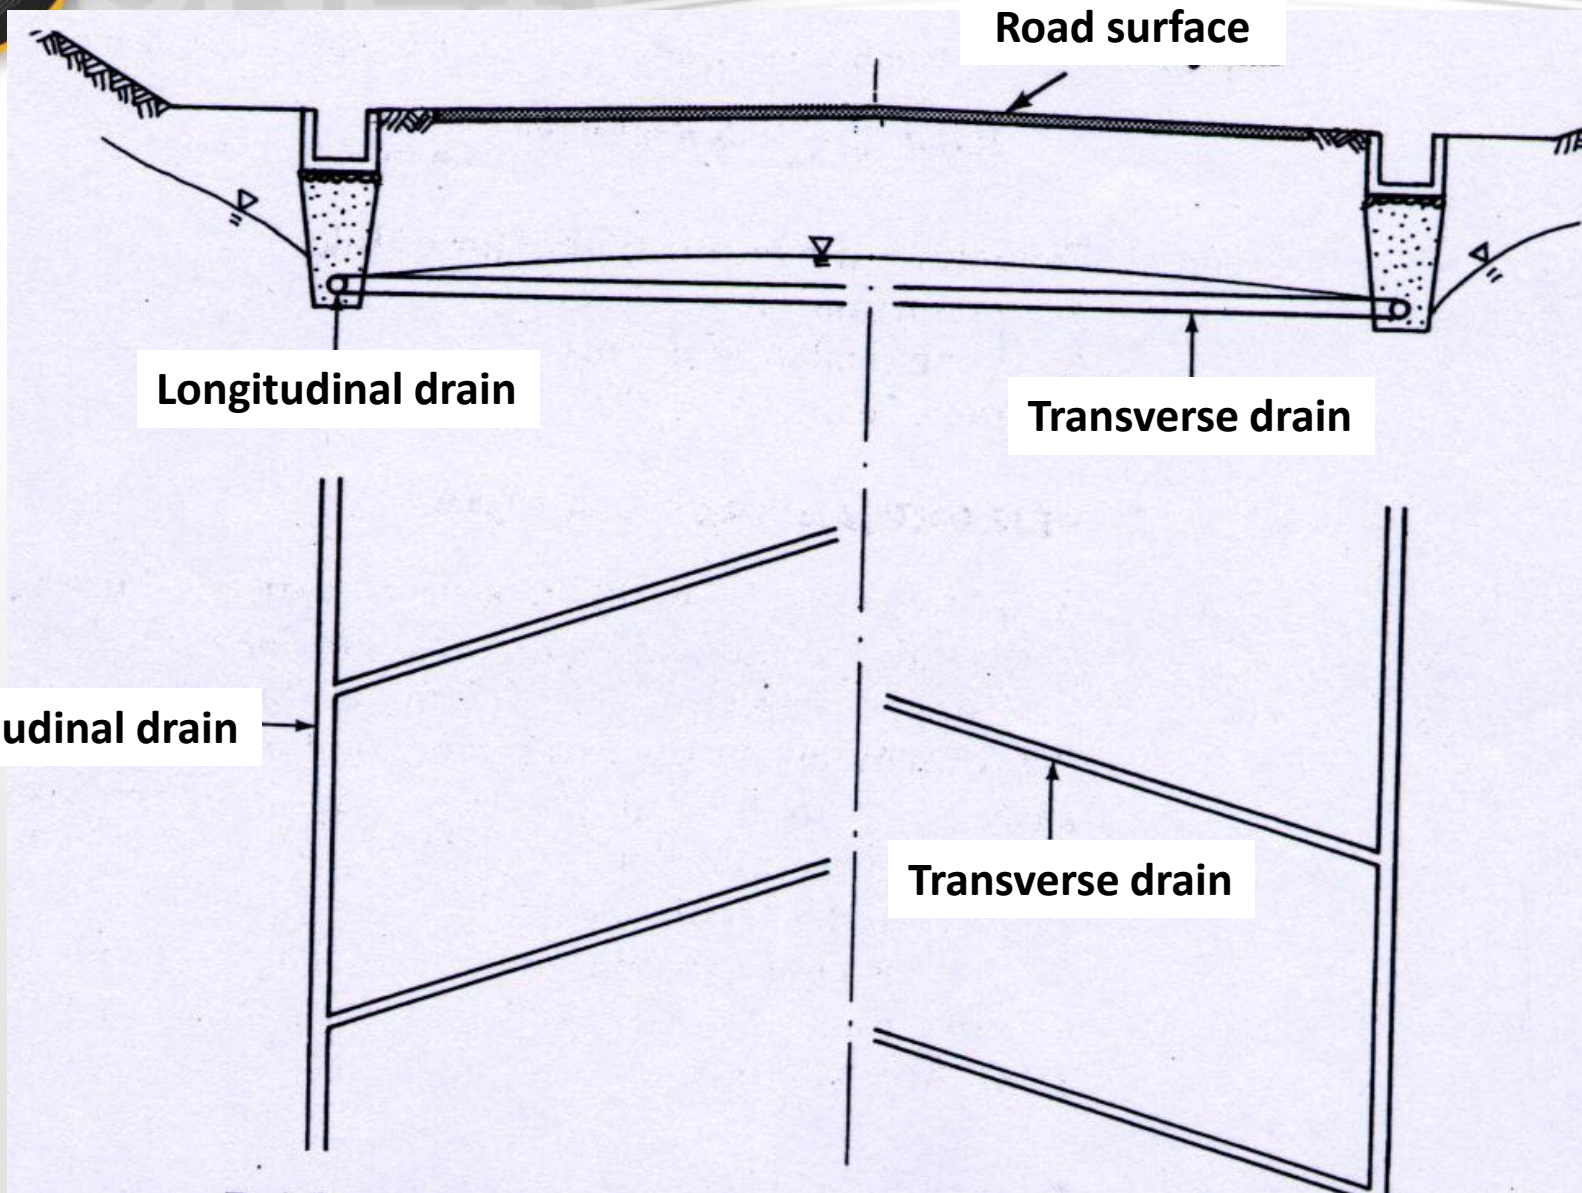 Road surface
Longitudinal drain
Transverse drain
udinal drain
Transverse drain